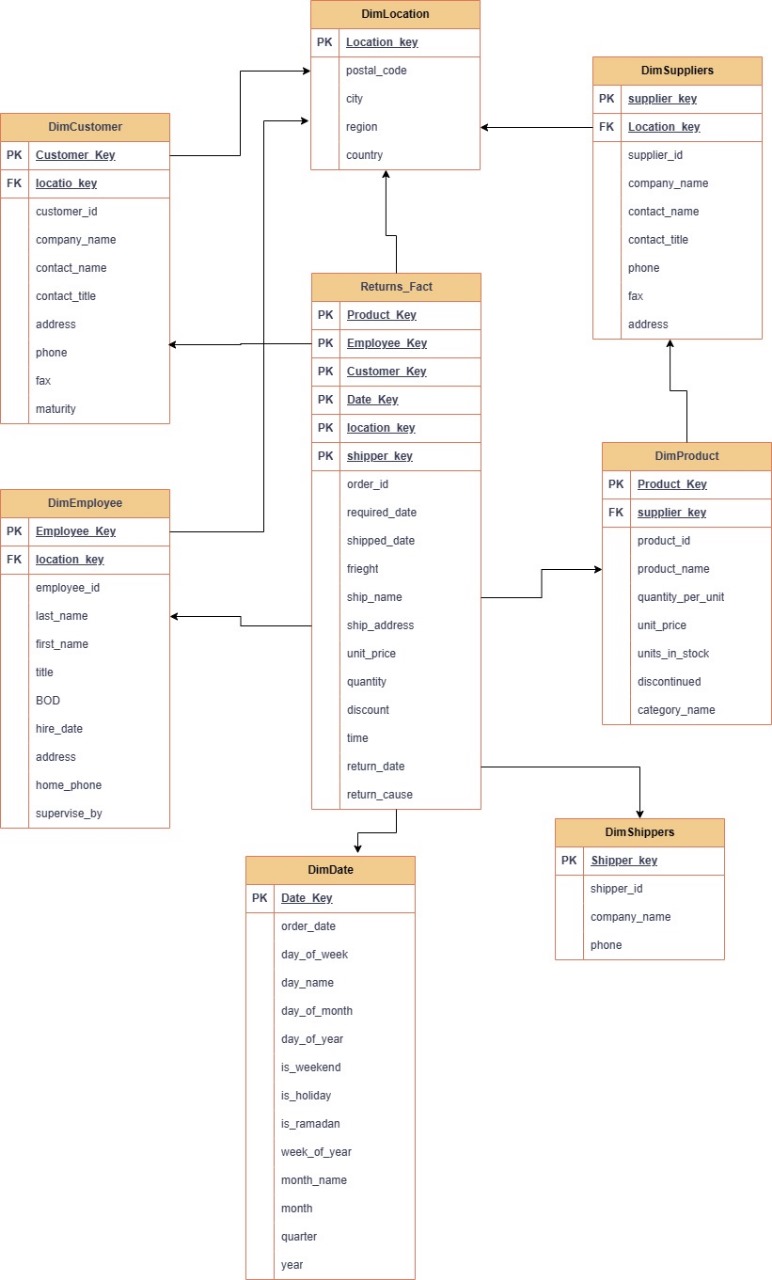 DimLocation
PK Location_key
postal_code
city
region
country
DimSuppliers
PK supplier_key
FK Location_key
supplier_id
company_name
contact_name
contact_title
phone
fax
address
DimCustomer
PK Customer_Key
FK locatio_key
customer_id
company_name
contact_name
contact_title
address
phone
fax
maturity
Returns_Fact
PK Product_Key
PK Employee_Key
PK Customer_Key
PK Date_Key
PK location_key
PK shipper_key
order_id
required_date
shipped_date
frieght
ship_name
ship_address
unit_price
quantity
discount
time
return_date
return_cause
DimProduct
PK Product_Key
FK supplier_key
product_id
product_name
quantity_per_unit
unit_price
units_in_stock
discontinued
category_name
DimEmployee
PK Employee_Key
FK location_key
employee_id
last_name
first_name
title
BOD
hire_date
address
home_phone
supervise_by
DimShippers
PK Shipper_key
shipper_id
company_name
phone
DimDate
PK Date_Key
order_date
day_of_week
day_name
day_of_month
day_of_year
is_weekend
is_holiday
is_ramadan
week_of_year
month_name
month
quarter
year